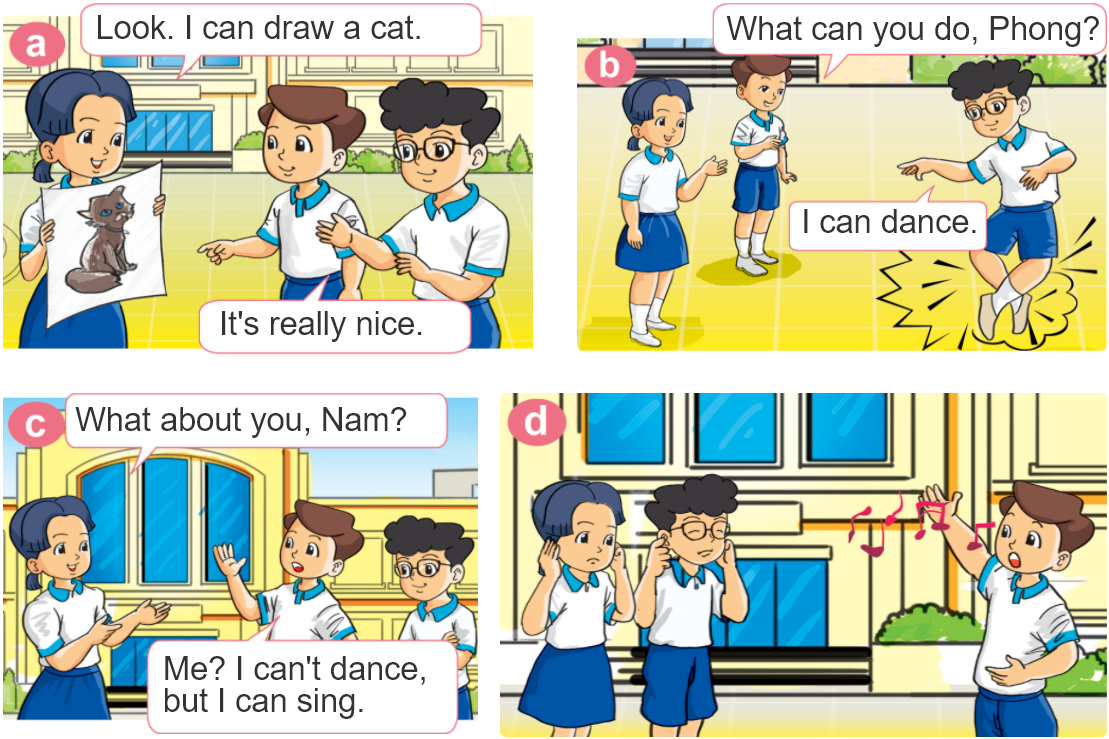 a
Look. I can draw a cat.
It's really nice.
b
What can you do, Phong?
I can dance.
c
What about you, Nam?
Me? I can't dance,
but I can sing.
d